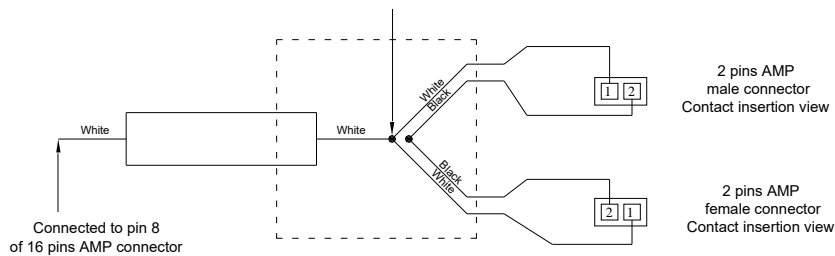 White
White
White
Black
Black
White
1 2
2 1
2 pins AMP
male connector
Contact insertion view
2 pins AMP
female connector
Contact insertion view
Connected to pin 8
of 16 pins AMP connector